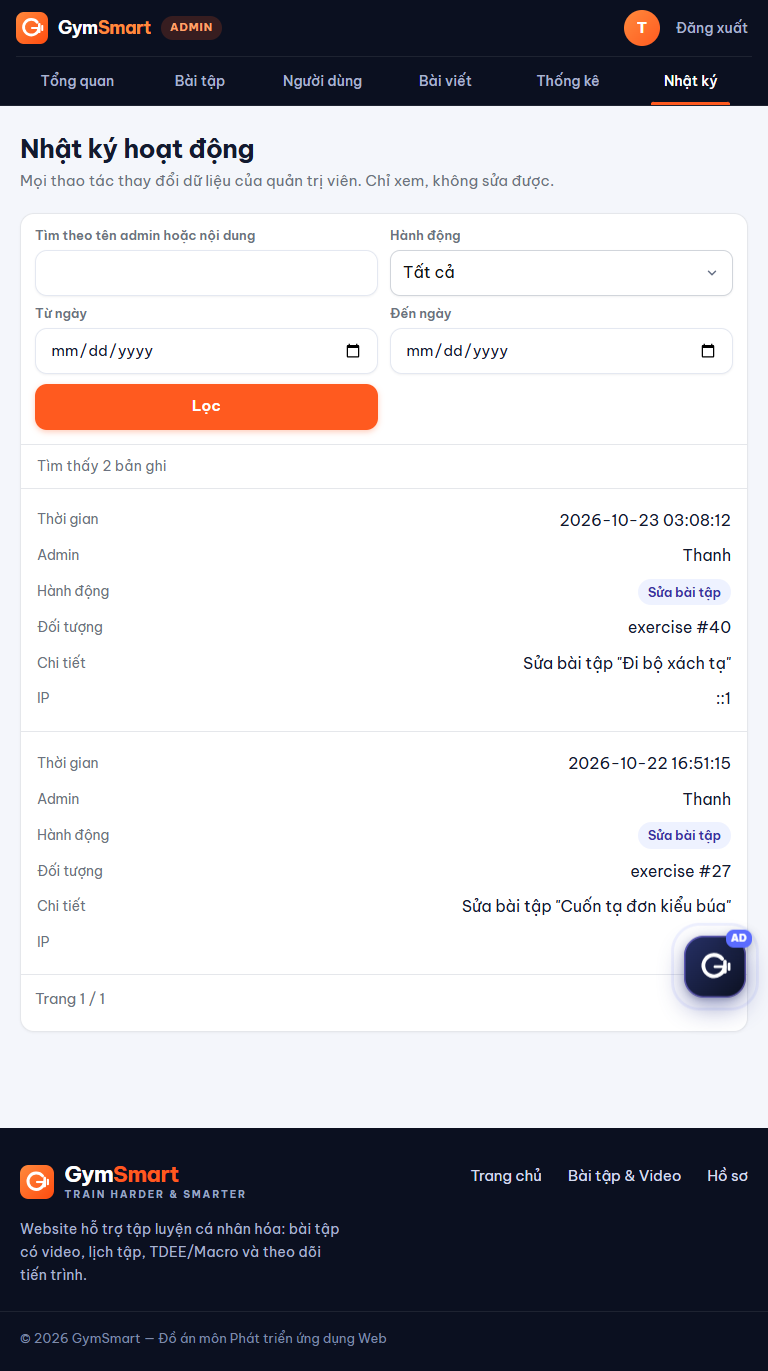 GymSmart ADMIN T Đăng xuất
Tổng quan Bài tập Người dùng Bài viết Thống kê Nhật ký
Nhật ký hoạt động
Mọi thao tác thay đổi dữ liệu của quản trị viên. Chỉ xem, không sửa được.
Tìm theo tên admin hoặc nội dung Hành động
Tất cả
Từ ngày Đến ngày
mm/dd/yyyy mm/dd/yyyy
Lọc
Tìm thấy 2 bản ghi
Thời gian 2026-10-23 03:08:12
Admin Thanh
Hành động Sửa bài tập
Đối tượng exercise #40
Chi tiết Sửa bài tập "Đi bộ xách tạ"
IP ::1
Thời gian 2026-10-22 16:51:15
Admin Thanh
Hành động Sửa bài tập
Đối tượng exercise #27
Chi tiết Sửa bài tập "Cuốn tạ đơn kiểu búa"
IP
AD
Trang 1 / 1
GymSmart
TRAIN HARDER & SMARTER
Trang chủ Bài tập & Video Hồ sơ
Website hỗ trợ tập luyện cá nhân hóa: bài tập
có video, lịch tập, TDEE/Macro và theo dõi
tiến trình.
© 2026 GymSmart — Đồ án môn Phát triển ứng dụng Web